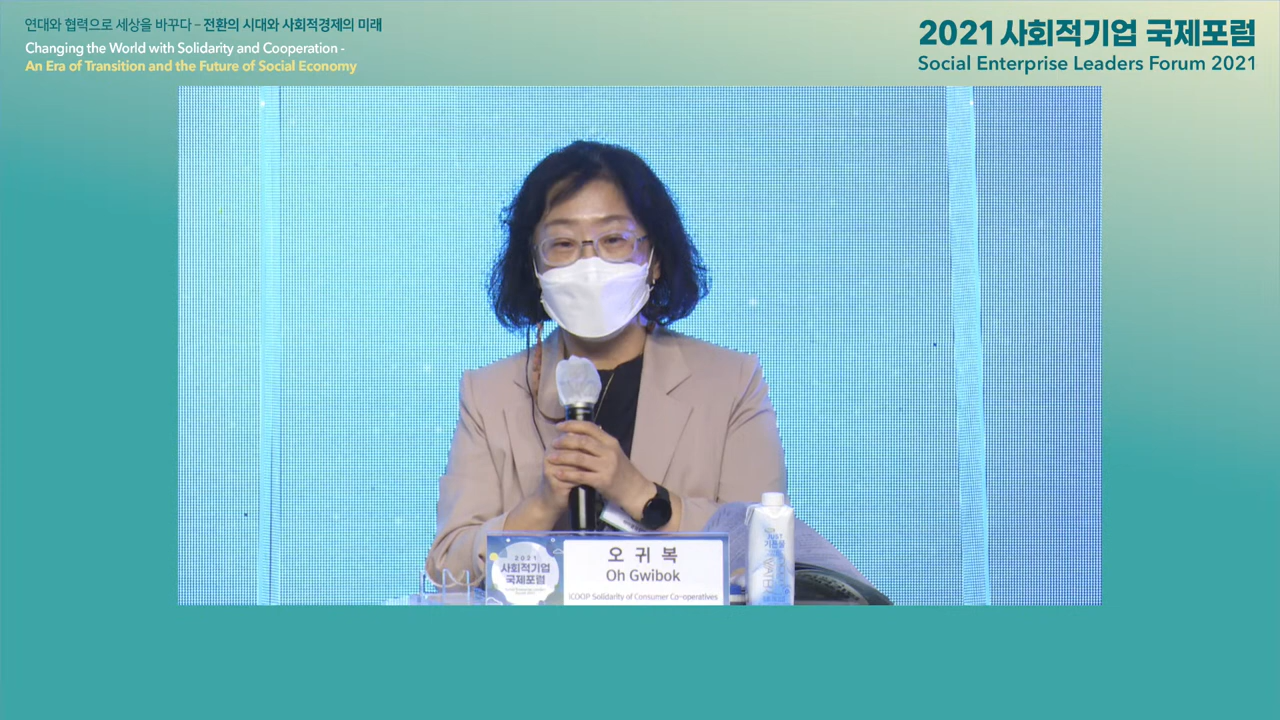 연대와 협력으로 세상을 바꾸다 – 전환의 시대와 사회적경제의 미래
Changing the World with Solidarity and Cooperation -
An Era of Transition and the Future of Social Economy
2021 사회적기업 국제포럼
Social Enterprise Leaders Forum 2021
2021
사회적기업
국제포럼
오귀복
Oh Gwibok
iCOOP Solidarity of Consumer Co-operatives
JUST